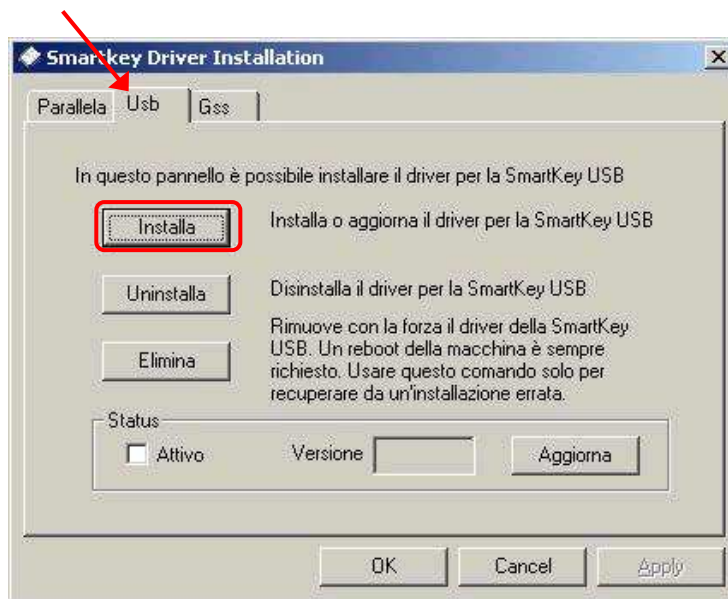 Smartkey Driver Installation
Parallela Usb Gss
In questo pannello è possibile installare il driver per la SmartKey USB
Installa Installa o aggiorna il driver per la SmartKey USB
Uninstalla Disinstalla il driver per la SmartKey USB
Rimuove con la forza il driver della SmartKey
Elimina USB. Un reboot della macchina è sempre
richiesto. Usare questo comando solo per
recuperare da un'installazione errata.
Status
Attivo Versione Aggiorna
OK Cancel Apply